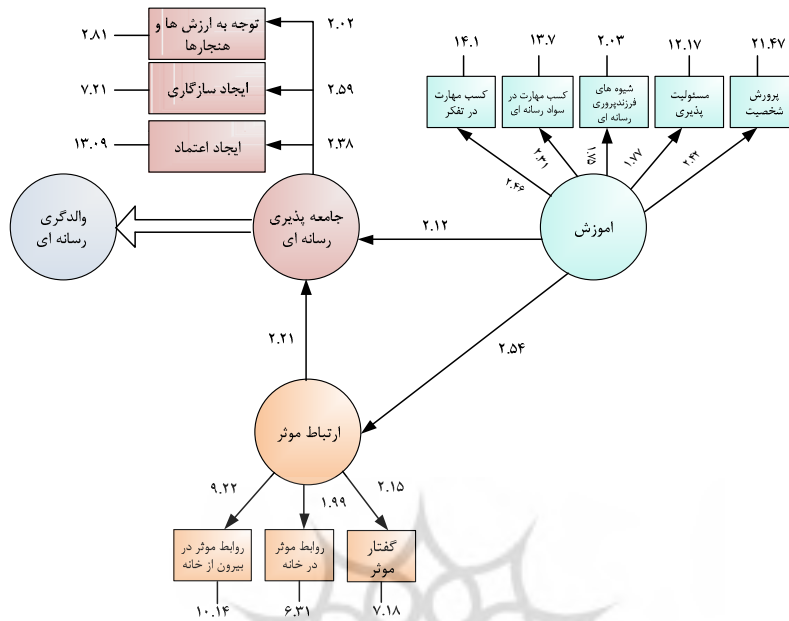 ۱۴.۱
۱۳.۷
۲.۰۳
۱۲.۱۷
۲۱.۴۷
کسب مهارت
در تفکر
کسب مهارت در
سواد رسانه ای
شیوه های
فرزندپروری
رسانه ای
مسئولیت
پذیری
پرورش
شخصیت
۲.۴۶
۲.۳۱
۱.۷۵
۱.۷۷
۲.۴۲
اموزش
۲.۸۱
توجه به ارزش ها و
هنجارها
۲.۰۲
۷.۲۱
ایجاد سازگاری
۲.۵۹
۱۳.۰۹
ایجاد اعتماد
۲.۳۸
والدگری
رسانه ای
جامعه پذیری
رسانه ای
۲.۱۲
۲.۲۱
۲.۵۴
ارتباط موثر
۹.۲۲
۱.۹۹
۲.۱۵
روابط موثر در
بیرون از خانه
روابط موثر
در خانه
گفتار
موثر
۱۰.۱۴
۶.۳۱
۷.۱۸